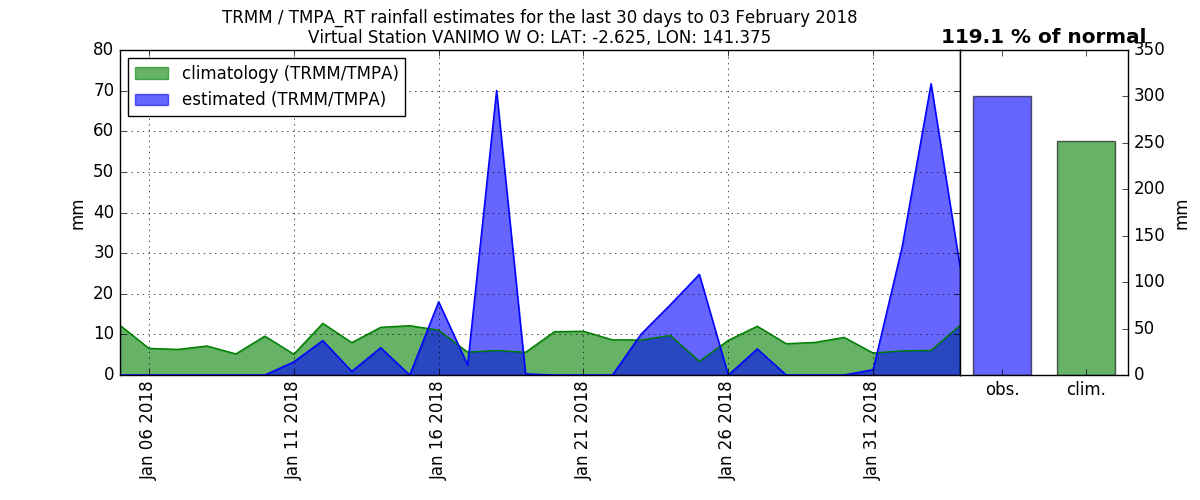 TRMM / TMPA_RT rainfall estimates for the last 30 days to 03 February 2018
Virtual Station VANIMO W O: LAT: -2.625, LON: 141.375
119.1 % of normal
climatology (TRMM/TMPA)
estimated (TRMM/TMPA)
80
70
60
50
40
30
20
10
0
mm
Jan 06 2018
Jan 11 2018
Jan 16 2018
Jan 21 2018
Jan 26 2018
Jan 31 2018
350
300
250
200
150
100
50
0
mm
obs.
clim.